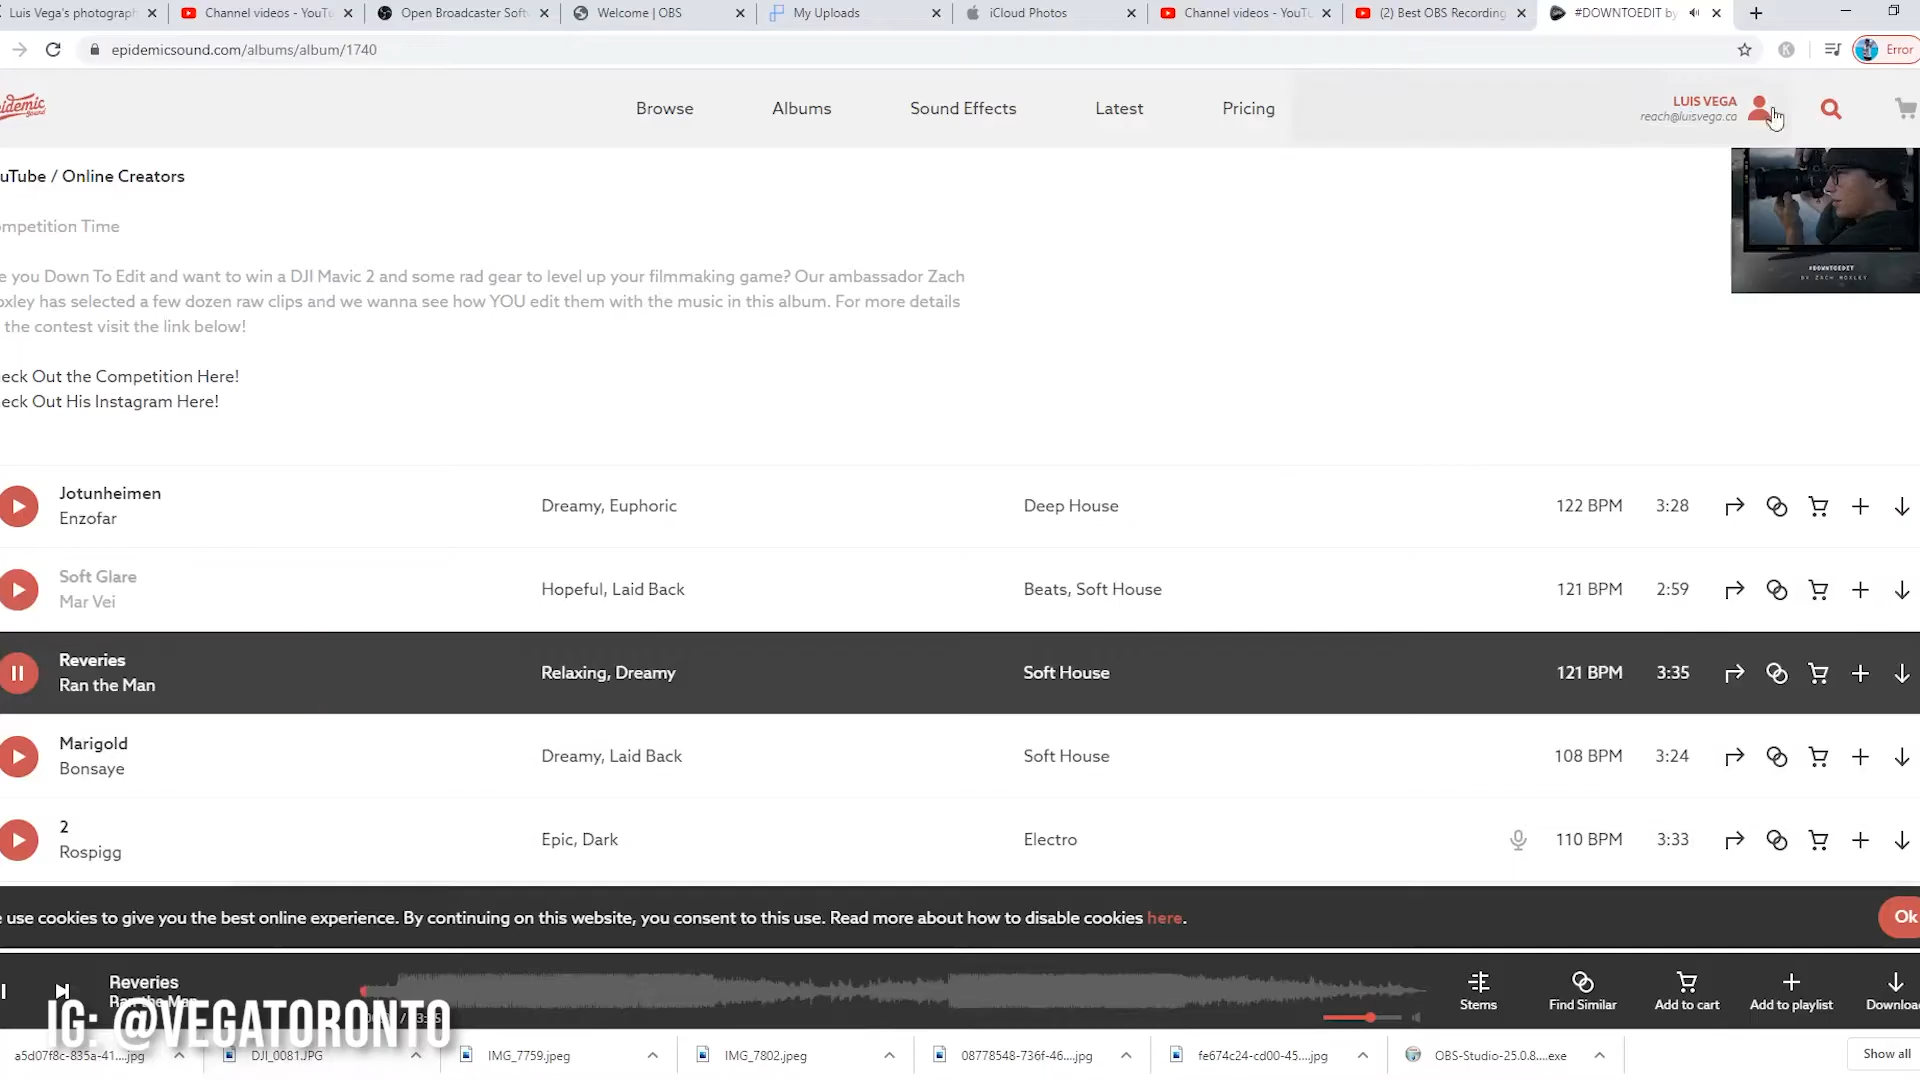 Luis Vega's photograph
Channel videos - YouTu
Open Broadcaster Soft
Welcome | OBS
My Uploads
iCloud Photos
Channel videos - YouTu
(2) Best OBS Recording
#DOWNTOEDIT by
epidemicsound.com/albums/album/1740
K
Error
idemic
Sound
Browse
Albums
Sound Effects
Latest
Pricing
LUIS VEGA
reach@luisvega.ca
uTube / Online Creators
mpetition Time
e you Down To Edit and want to win a DJI Mavic 2 and some rad gear to level up your filmmaking game? Our ambassador Zach
oxley has selected a few dozen raw clips and we wanna see how YOU edit them with the music in this album. For more details
the contest visit the link below!
#DOWNTOEDIT
BY ZACH MOXLEY
eck Out the Competition Here!
eck Out His Instagram Here!
Jotunheimen
Enzofar
Dreamy, Euphoric
Deep House
122 BPM
3:28
Soft Glare
Mar Vei
Hopeful, Laid Back
Beats, Soft House
121 BPM
2:59
Reveries
Ran the Man
Relaxing, Dreamy
Soft House
121 BPM
3:35
Marigold
Bonsaye
Dreamy, Laid Back
Soft House
108 BPM
3:24
2
Rospigg
Epic, Dark
Electro
110 BPM
3:33
e use cookies to give you the best online experience. By continuing on this website, you consent to this use. Read more about how to disable cookies here.
Ok
Reveries
Ran the Man
Stems
Find Similar
Add to cart
Add to playlist
Downloa
IG: @VEGATORONTO
a5d07f8c-835a-41....jpg
DJI_0081.JPG
IMG_7759.jpeg
IMG_7802.jpeg
08778548-736f-46....jpg
fe674c24-cd00-45....jpg
OBS-Studio-25.0.8....exe
Show all